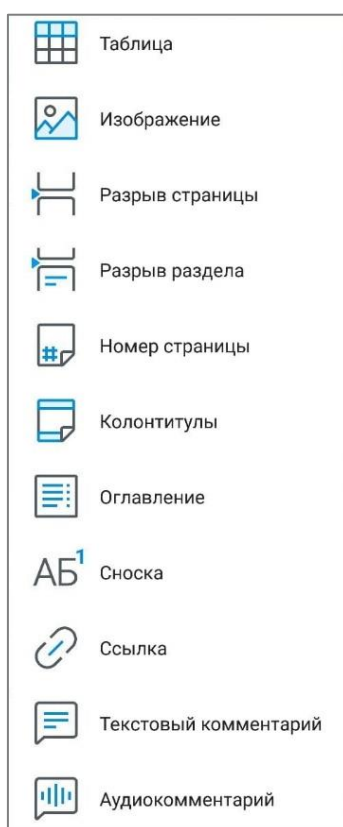 Таблица
Изображение
Разрыв страницы
Разрыв раздела
# Номер страницы
Колонтитулы
Оглавление
АБ1 Сноска
Ссылка
Текстовый комментарий
Аудиокомментарий